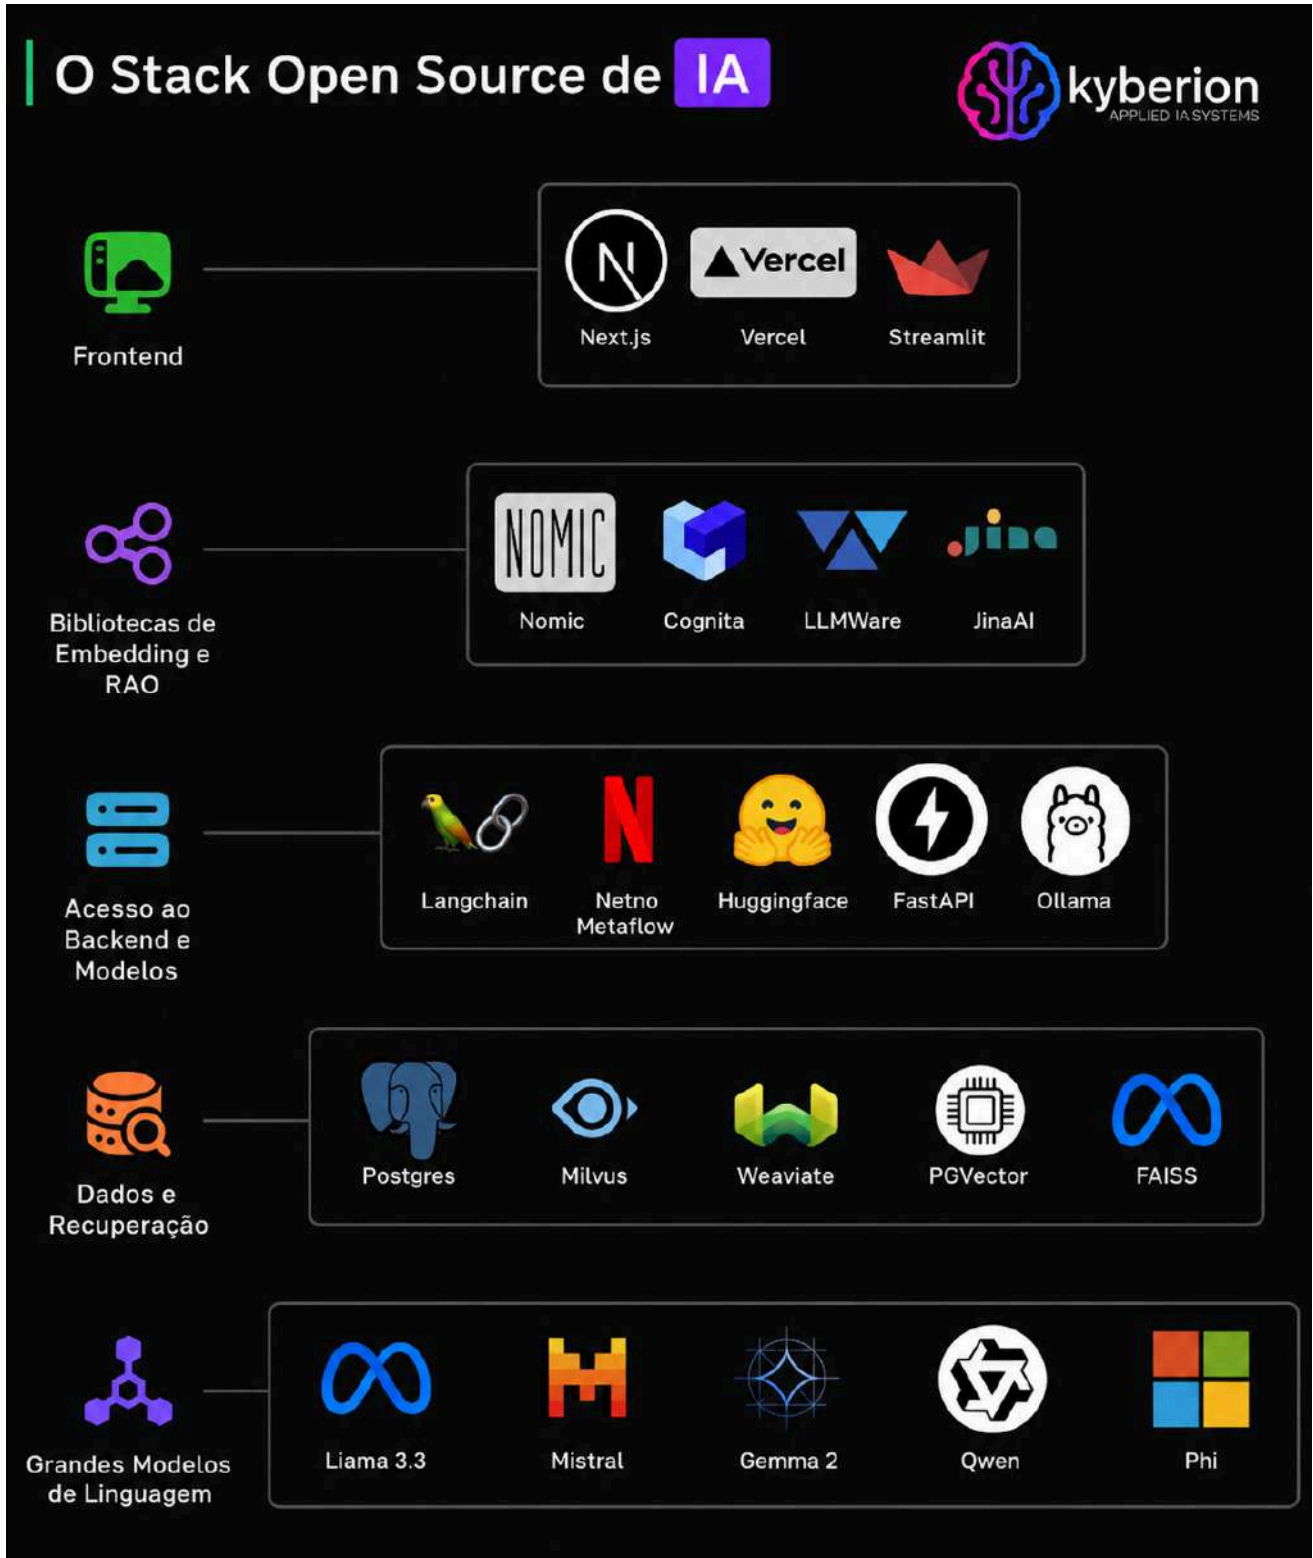 O Stack Open Source de IA
kyberion
APPLIED IA SYSTEMS
Frontend
Vercel
Next.js
Vercel
Streamlit
Bibliotecas de
Embedding e
RAO
NOMIC
Jina
Nomic
Cognita
LLMWare
JinaAI
Acesso ao
Backend e
Modelos
Langchain
Netno
Metaflow
Huggingface
FastAPI
Ollama
Dados e
Recuperação
Postgres
Milvus
Weaviate
PGVector
FAISS
Grandes Modelos
de Linguagem
Liama 3.3
Mistral
Gemma 2
Qwen
Phi